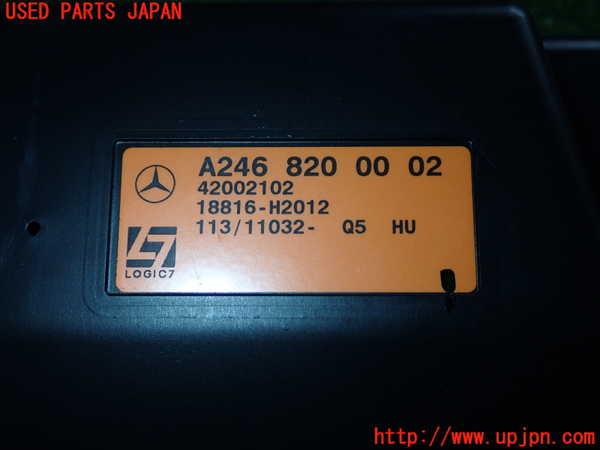 USED PARTS JAPAN
A246 820 00 02
42002102
18816-H2012
113/11032- Q5 HU
LOGIC7
http://www.upjpn.com/